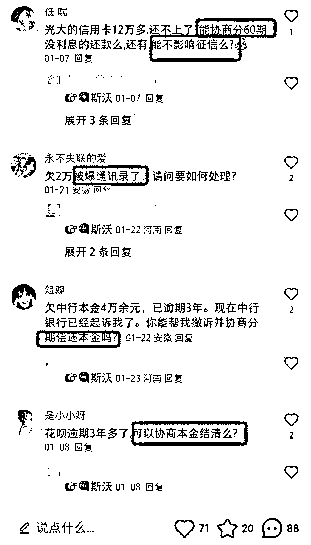 光大的信用卡12万多,还不上了,能协商分60期
没利息的还款么,还有,能不影响征信么?
01-07 回复
斯沃 01-07 回复
展开 3 条回复
永不失联的爱
欠2万被爆通讯录了, 请问要如何处理?
01-21 安徽 回复
斯沃 01-22 河南 回复
展开 2 条回复
欠中行本金4万余元，已逾期3年。现在中行
银行已经起诉我了。你能帮我撤诉并协商分
期偿还本金吗? 01-22 安徽 回复
斯沃 01-23 河南 回复
是小小呀
花呗逾期3年多了,可以协商本金结清么?
01-08 回复
斯沃 01-08 回复
说点什么... 71 20 88
1
2
2
2